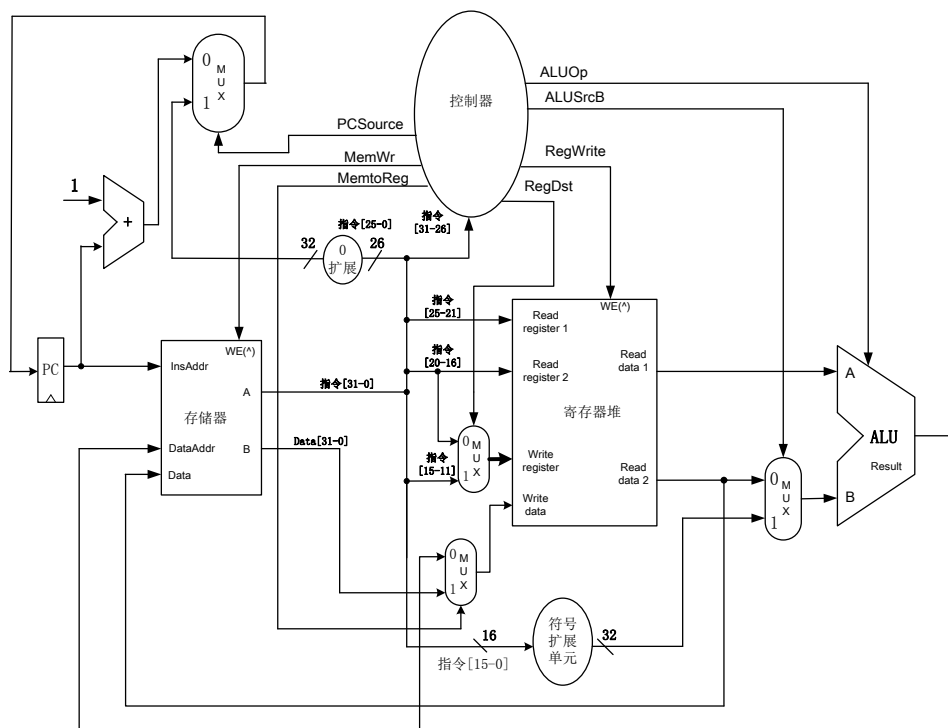 0
1
M
U
X
控制器
ALUOp
ALUSrcB
PCSource
MemWr
MemtoReg
RegWrite
RegDst
1
+
指令[25-0]
32
26
0
扩展
指令
[31-26]
指令
[25-21]
指令
[20-16]
指令
[15-11]
PC
WE(^)
InsAddr
A
存储器
B
DataAddr
Data
指令[31-0]
Data[31-0]
0
1
M
U
X
WE(^)
Read
register 1
Read
register 2
Read
data 1
寄存器堆
Write
register
Read
data 2
Write
data
0
1
M
U
X
0
1
M
U
X
A
ALU
Result
B
16
指令[15-0]
符号
扩展
单元
32